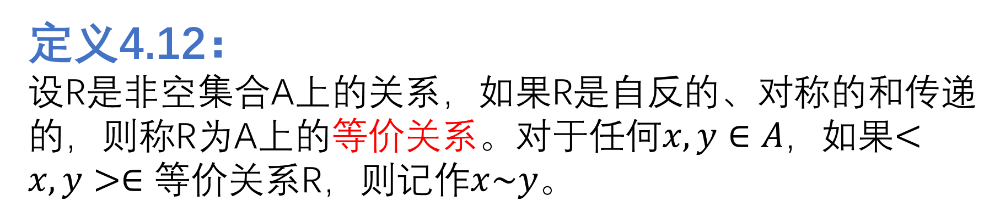 定义4.12：
设R是非空集合A上的关系，如果R是自反的、对称的和传递
的，则称R为A上的等价关系。对于任何x, y ∈ A，如果<
x, y >∈ 等价关系R，则记作x~y。